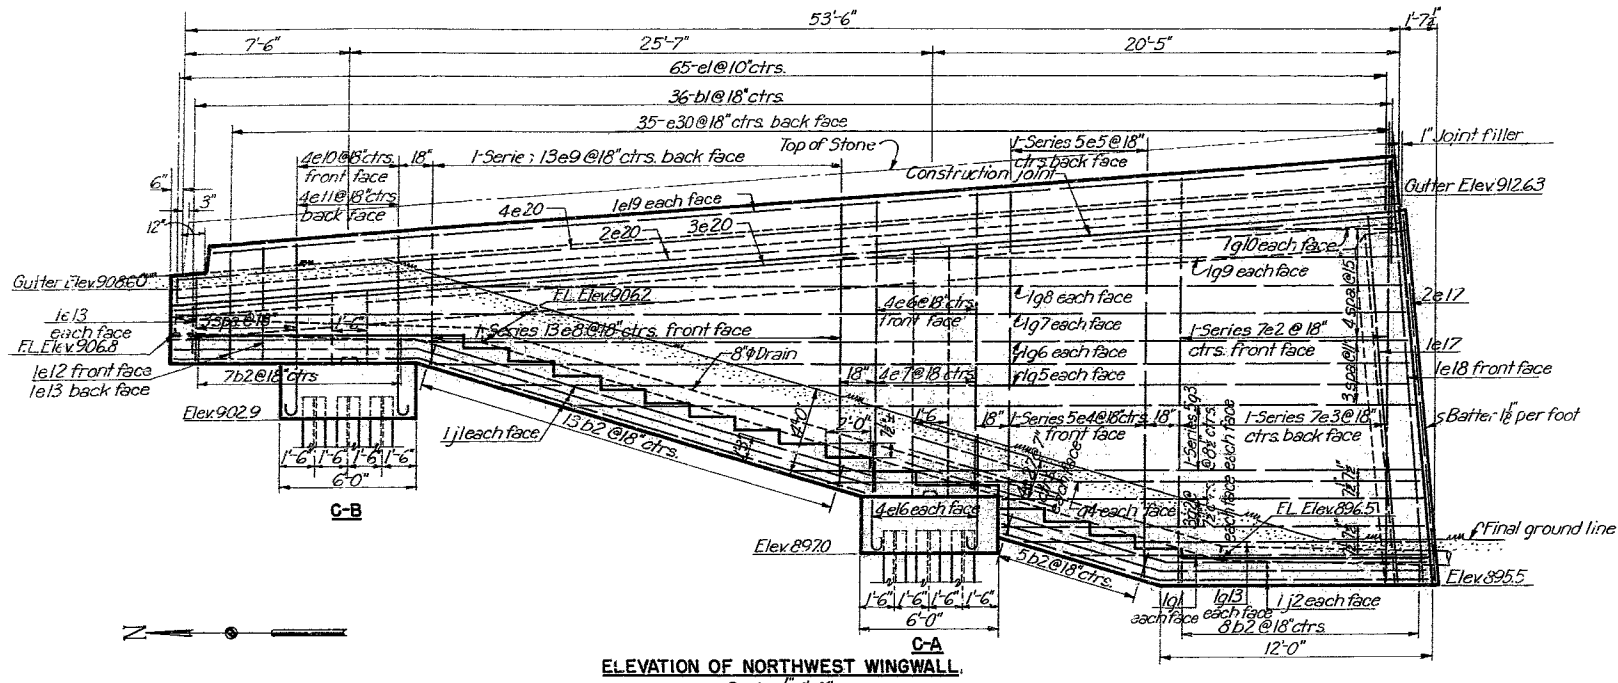 53'-6"
1'-7½"
7'-6"
25'-7"
20'-5"
65-e1@10"ctrs.
36-b1@18"ctrs.
35-e30@18"ctrs. back face
Top of Stone
1-Series 5e5@18"
ctrs. back face
1" Joint filler
4e10@18"ctrs.
front face
18"
13e9@18"ctrs. back face
Construction joint
6"
3"
4e11@18"ctrs.
back face
Gutter Elev. 912.63
1e19 each face
12"
4e20
2e20
3e20
1g10 each face
1g9 each face
F.L. Elev. 906.2
1g8 each face
4e6@18"ctrs.
front face
2e17
1e13
each face
1'-6"
1-Series 13e8@18"ctrs. front face
1g7 each face
1-Series 7e2@18"
ctrs. front face
4 spa@15"
F.L. Elev. 906.8
8"φ Drain
1g6 each face
1e17
1e12 front face
1e13 back face
7b2@18"ctrs
18"
4e7@18 ctrs
1g5 each face
1e18 front face
Elev. 902.9
1j1 each face
13b2@18"ctrs.
2'-0"
1'-6"
18"
1-Series 5e4@18"ctrs.
front face
18"
1-Series 7e3@18"
ctrs. back face
Batter 1½" per foot
1'-6" 1'-6" 1'-6" 1'-6"
6'-0"
C-B
4e16 each face
g4 each face
F.L. Elev. 896.5
Final ground line
Elev. 897.0
5b2@18"ctrs.
Elev. 895.5
1'-6" 1'-6" 1'-6" 1'-6"
6'-0"
1g1
each face
1g13
each face
1j2 each face
8b2@18"ctrs.
12'-0"
N
C-A
ELEVATION OF NORTHWEST WINGWALL